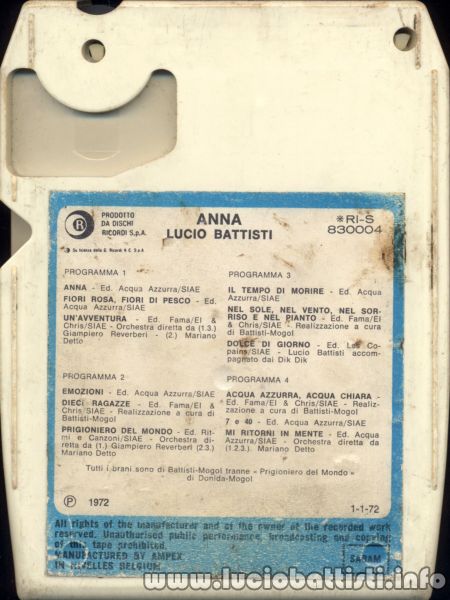 R
PRODOTTO
DA DISCHI
RICORDI S.p.A.
Su licenza della G. Ricordi & C. S.p.A.
ANNA
LUCIO BATTISTI
*RI-S
830004
PROGRAMMA 1
ANNA - Ed. Acqua Azzurra/SIAE
FIORI ROSA, FIORI DI PESCO - Ed.
Acqua Azzurra/SIAE
UN'AVVENTURA - Ed. Fama/El &
Chris/SIAE - Orchestra diretta da (1.3.)
Giampiero Reverberi - (2.) Mariano
Detto
PROGRAMMA 2
EMOZIONI - Ed. Acqua Azzurra/SIAE
DIECI RAGAZZE - Ed. Fama/El &
Chris/SIAE - Realizzazione a cura di
Battisti-Mogol
PRIGIONIERO DEL MONDO - Ed. Rit-
mi e Canzoni/SIAE - Orchestra di-
retta da (1.) Giampiero Reverberi (2.3.)
Mariano Detto
PROGRAMMA 3
IL TEMPO DI MORIRE - Ed. Acqua
Azzurra/SIAE
NEL SOLE, NEL VENTO, NEL SOR-
RISO E NEL PIANTO - Ed. Fama/El
& Chris/SIAE - Realizzazione a cura
di Battisti-Mogol
DOLCE DI GIORNO - Ed. Les Co-
pains/SIAE - Lucio Battisti accom-
pagnato dai Dik Dik
PROGRAMMA 4
ACQUA AZZURRA, ACQUA CHIARA -
Ed. Fama/El & Chris/SIAE - Realiz-
zazione a cura di Battisti-Mogol
7 e 40 - Ed. Acqua Azzurra/SIAE
MI RITORNI IN MENTE - Ed. Acqua
Azzurra/SIAE - Orchestra diretta da
(1.2.3.). Mariano Detto
Tutti i brani sono di Battisti-Mogol tranne « Prigioniero del Mondo »
di Donida-Mogol
Ⓟ 1972
1-1-72
All rights of the manufacturer and of the owner of the recorded work
reserved. Unauthorised public performance, broadcasting and copying
of this tape prohibited.
MANUFACTURED BY AMPEX
IN NIVELLES BELGIUM
SABAM
www.luciobattisti.info